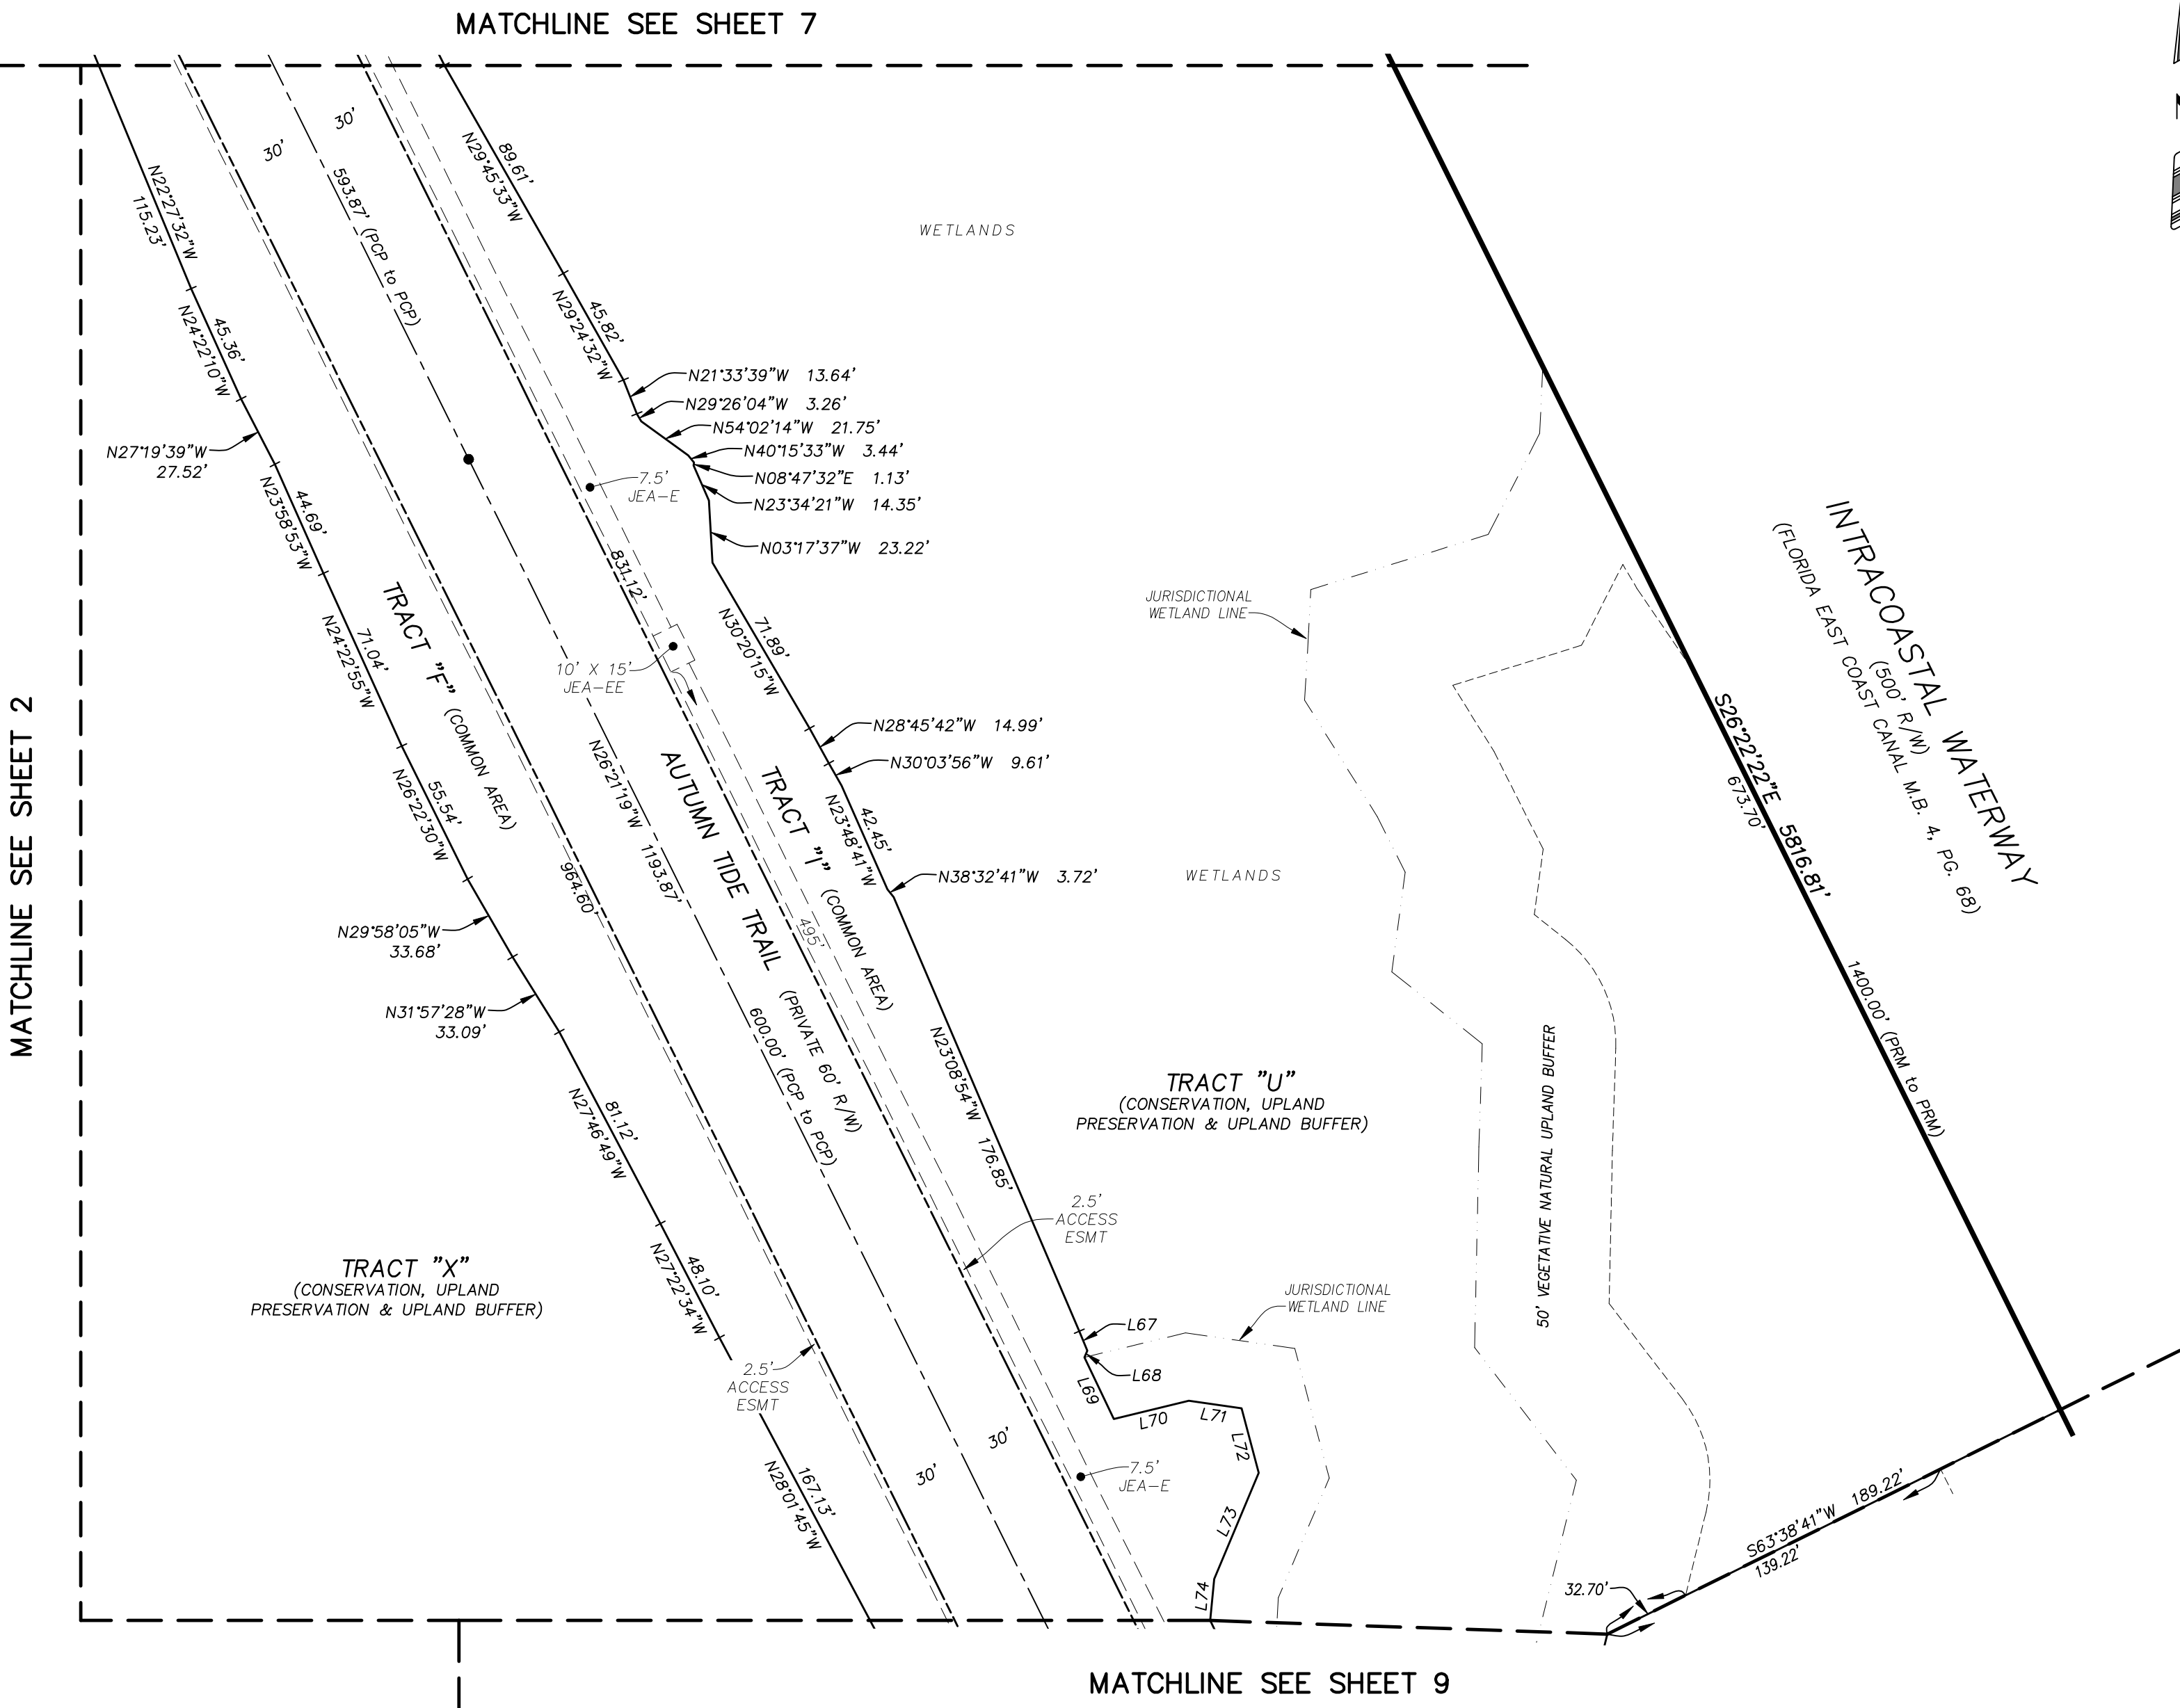 MATCHLINE SEE SHEET 7
MATCHLINE SEE SHEET 2
N22°27'32"W
115.23'
45.36'
N24°22'10"W
N27°19'39"W
27.52'
44.69'
N23°58'53"W
71.04'
N24°22'55"W
55.54'
N26°22'30"W
N29°58'05"W
33.68'
N31°57'28"W
33.09'
81.12'
N27°46'49"W
48.10'
N27°22'34"W
167.13'
N28°01'45"W
TRACT "X"
(CONSERVATION, UPLAND
PRESERVATION & UPLAND BUFFER)
2.5'
ACCESS
ESMT
TRACT "F" (COMMON AREA)
964.60'
30'
30'
593.87' (PCP to PCP)
N26°21'19"W 1193.87'
600.00' (PCP to PCP)
AUTUMN TIDE TRAIL (PRIVATE 60' R/W)
30'
30'
831.12'
7.5'
JEA-E
10' X 15'
JEA-EE
495'
TRACT "I" (COMMON AREA)
89.61'
N29°45'33"W
45.82'
N29°24'32"W
N21°33'39"W 13.64'
N29°26'04"W 3.26'
N54°02'14"W 21.75'
N40°15'33"W 3.44'
N08°47'32"E 1.13'
N23°34'21"W 14.35'
N03°17'37"W 23.22'
71.89'
N30°20'15"W
N28°45'42"W 14.99'
N30°03'56"W 9.61'
42.45'
N23°48'41"W
N38°32'41"W 3.72'
N23°08'54"W 176.85'
2.5'
ACCESS
ESMT
L67
L68
L69
L70
L71
L72
L73
L74
7.5'
JEA-E
WETLANDS
JURISDICTIONAL
WETLAND LINE
WETLANDS
TRACT "U"
(CONSERVATION, UPLAND
PRESERVATION & UPLAND BUFFER)
JURISDICTIONAL
WETLAND LINE
50' VEGETATIVE NATURAL UPLAND BUFFER
INTRACOASTAL WATERWAY
(500' R/W)
(FLORIDA EAST COAST CANAL M.B. 4, PG. 68)
S26°22'22"E 5816.81'
673.70'
1400.00' (PRM to PRM)
S63°38'41"W 189.22'
139.22'
32.70'
MATCHLINE SEE SHEET 9